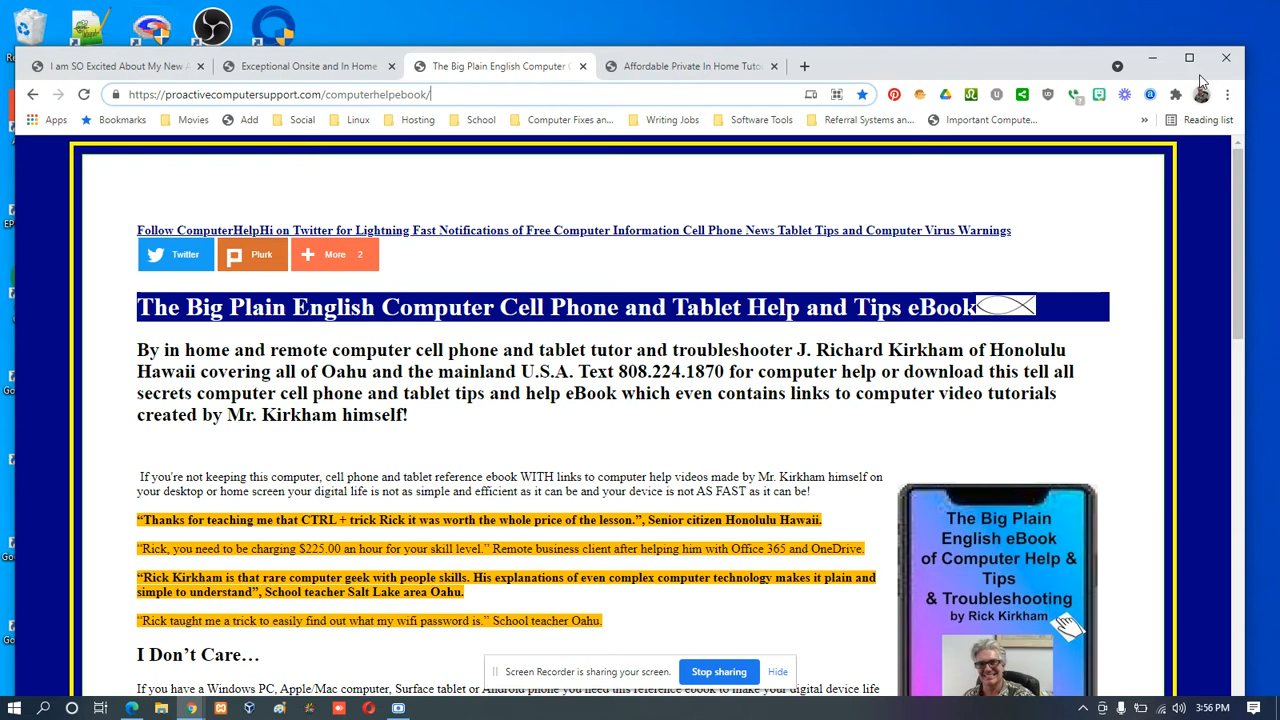 I am SO Excited About My New A
Exceptional Onsite and In Home
The Big Plain English Computer C
Affordable Private In Home Tutor
https://proactivecomputersupport.com/computerhelpebook/
Apps
Bookmarks
Movies
Add
Social
Linux
Hosting
School
Computer Fixes an...
Writing Jobs
Software Tools
Referral Systems an...
Important Compute...
»
Reading list
Follow ComputerHelpHi on Twitter for Lightning Fast Notifications of Free Computer Information Cell Phone News Tablet Tips and Computer Virus Warnings
Twitter
Plurk
More 2
The Big Plain English Computer Cell Phone and Tablet Help and Tips eBook
By in home and remote computer cell phone and tablet tutor and troubleshooter J. Richard Kirkham of Honolulu
Hawaii covering all of Oahu and the mainland U.S.A. Text 808.224.1870 for computer help or download this tell all
secrets computer cell phone and tablet tips and help eBook which even contains links to computer video tutorials
created by Mr. Kirkham himself!
If you're not keeping this computer, cell phone and tablet reference ebook WITH links to computer help videos made by Mr. Kirkham himself on
your desktop or home screen your digital life is not as simple and efficient as it can be and your device is not AS FAST as it can be!
“Thanks for teaching me that CTRL + trick Rick it was worth the whole price of the lesson.”, Senior citizen Honolulu Hawaii.
“Rick, you need to be charging $225.00 an hour for your skill level.” Remote business client after helping him with Office 365 and OneDrive.
“Rick Kirkham is that rare computer geek with people skills. His explanations of even complex computer technology makes it plain and
simple to understand”, School teacher Salt Lake area Oahu.
“Rick taught me a trick to easily find out what my wifi password is.” School teacher Oahu.
I Don’t Care…
If you have a Windows PC, Apple/Mac computer, Surface tablet or Android phone you need this reference ebook to make your digital device life
The Big Plain
English eBook
of Computer Help &
Tips
& Troubleshooting
by Rick Kirkham
Screen Recorder is sharing your screen.
Stop sharing
Hide
3:56 PM